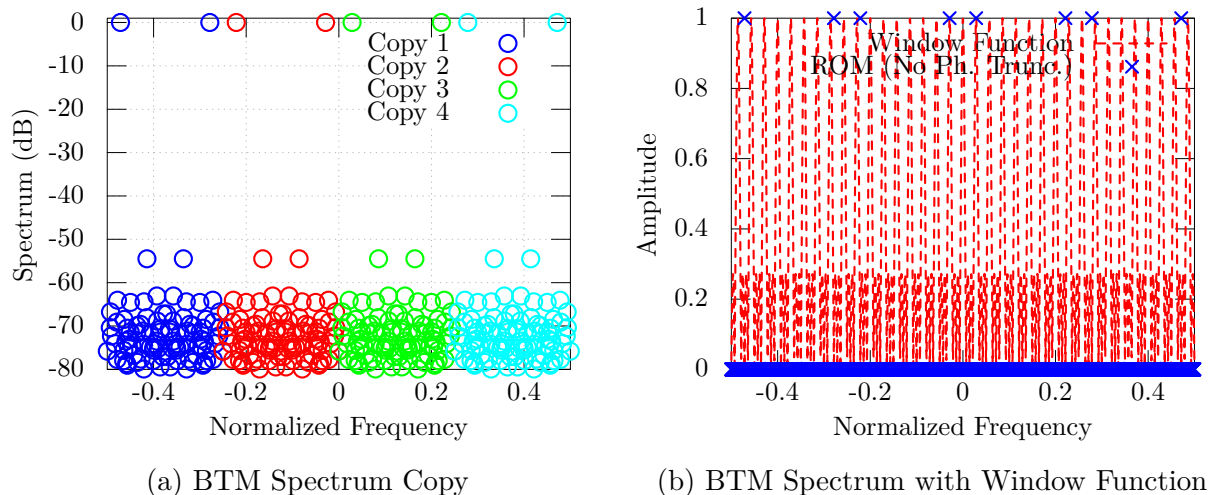 0
-10
-20
-30
-40
-50
-60
-70
-80
-0.4
-0.2
0
0.2
0.4
Spectrum (dB)
Normalized Frequency
Copy 1
Copy 2
Copy 3
Copy 4
(a) BTM Spectrum Copy
1
0.8
0.6
0.4
0.2
0
-0.4
-0.2
0
0.2
0.4
Amplitude
Normalized Frequency
Window Function
ROM (No Ph. Trunc.)
(b) BTM Spectrum with Window Function